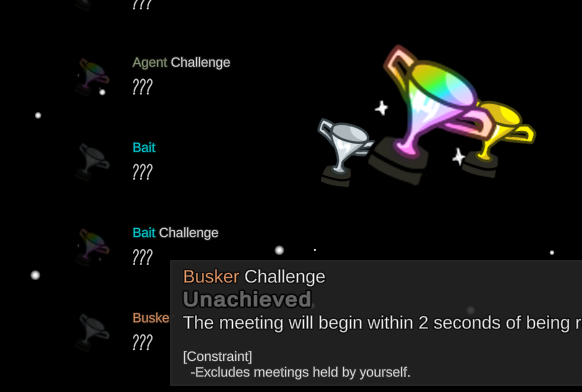 ???
Agent Challenge
???
Bait
???
Bait Challenge
???
Busker Challenge
Unachieved
The meeting will begin within 2 seconds of being r
[Constraint]
-Excludes meetings held by yourself.
Buske
???